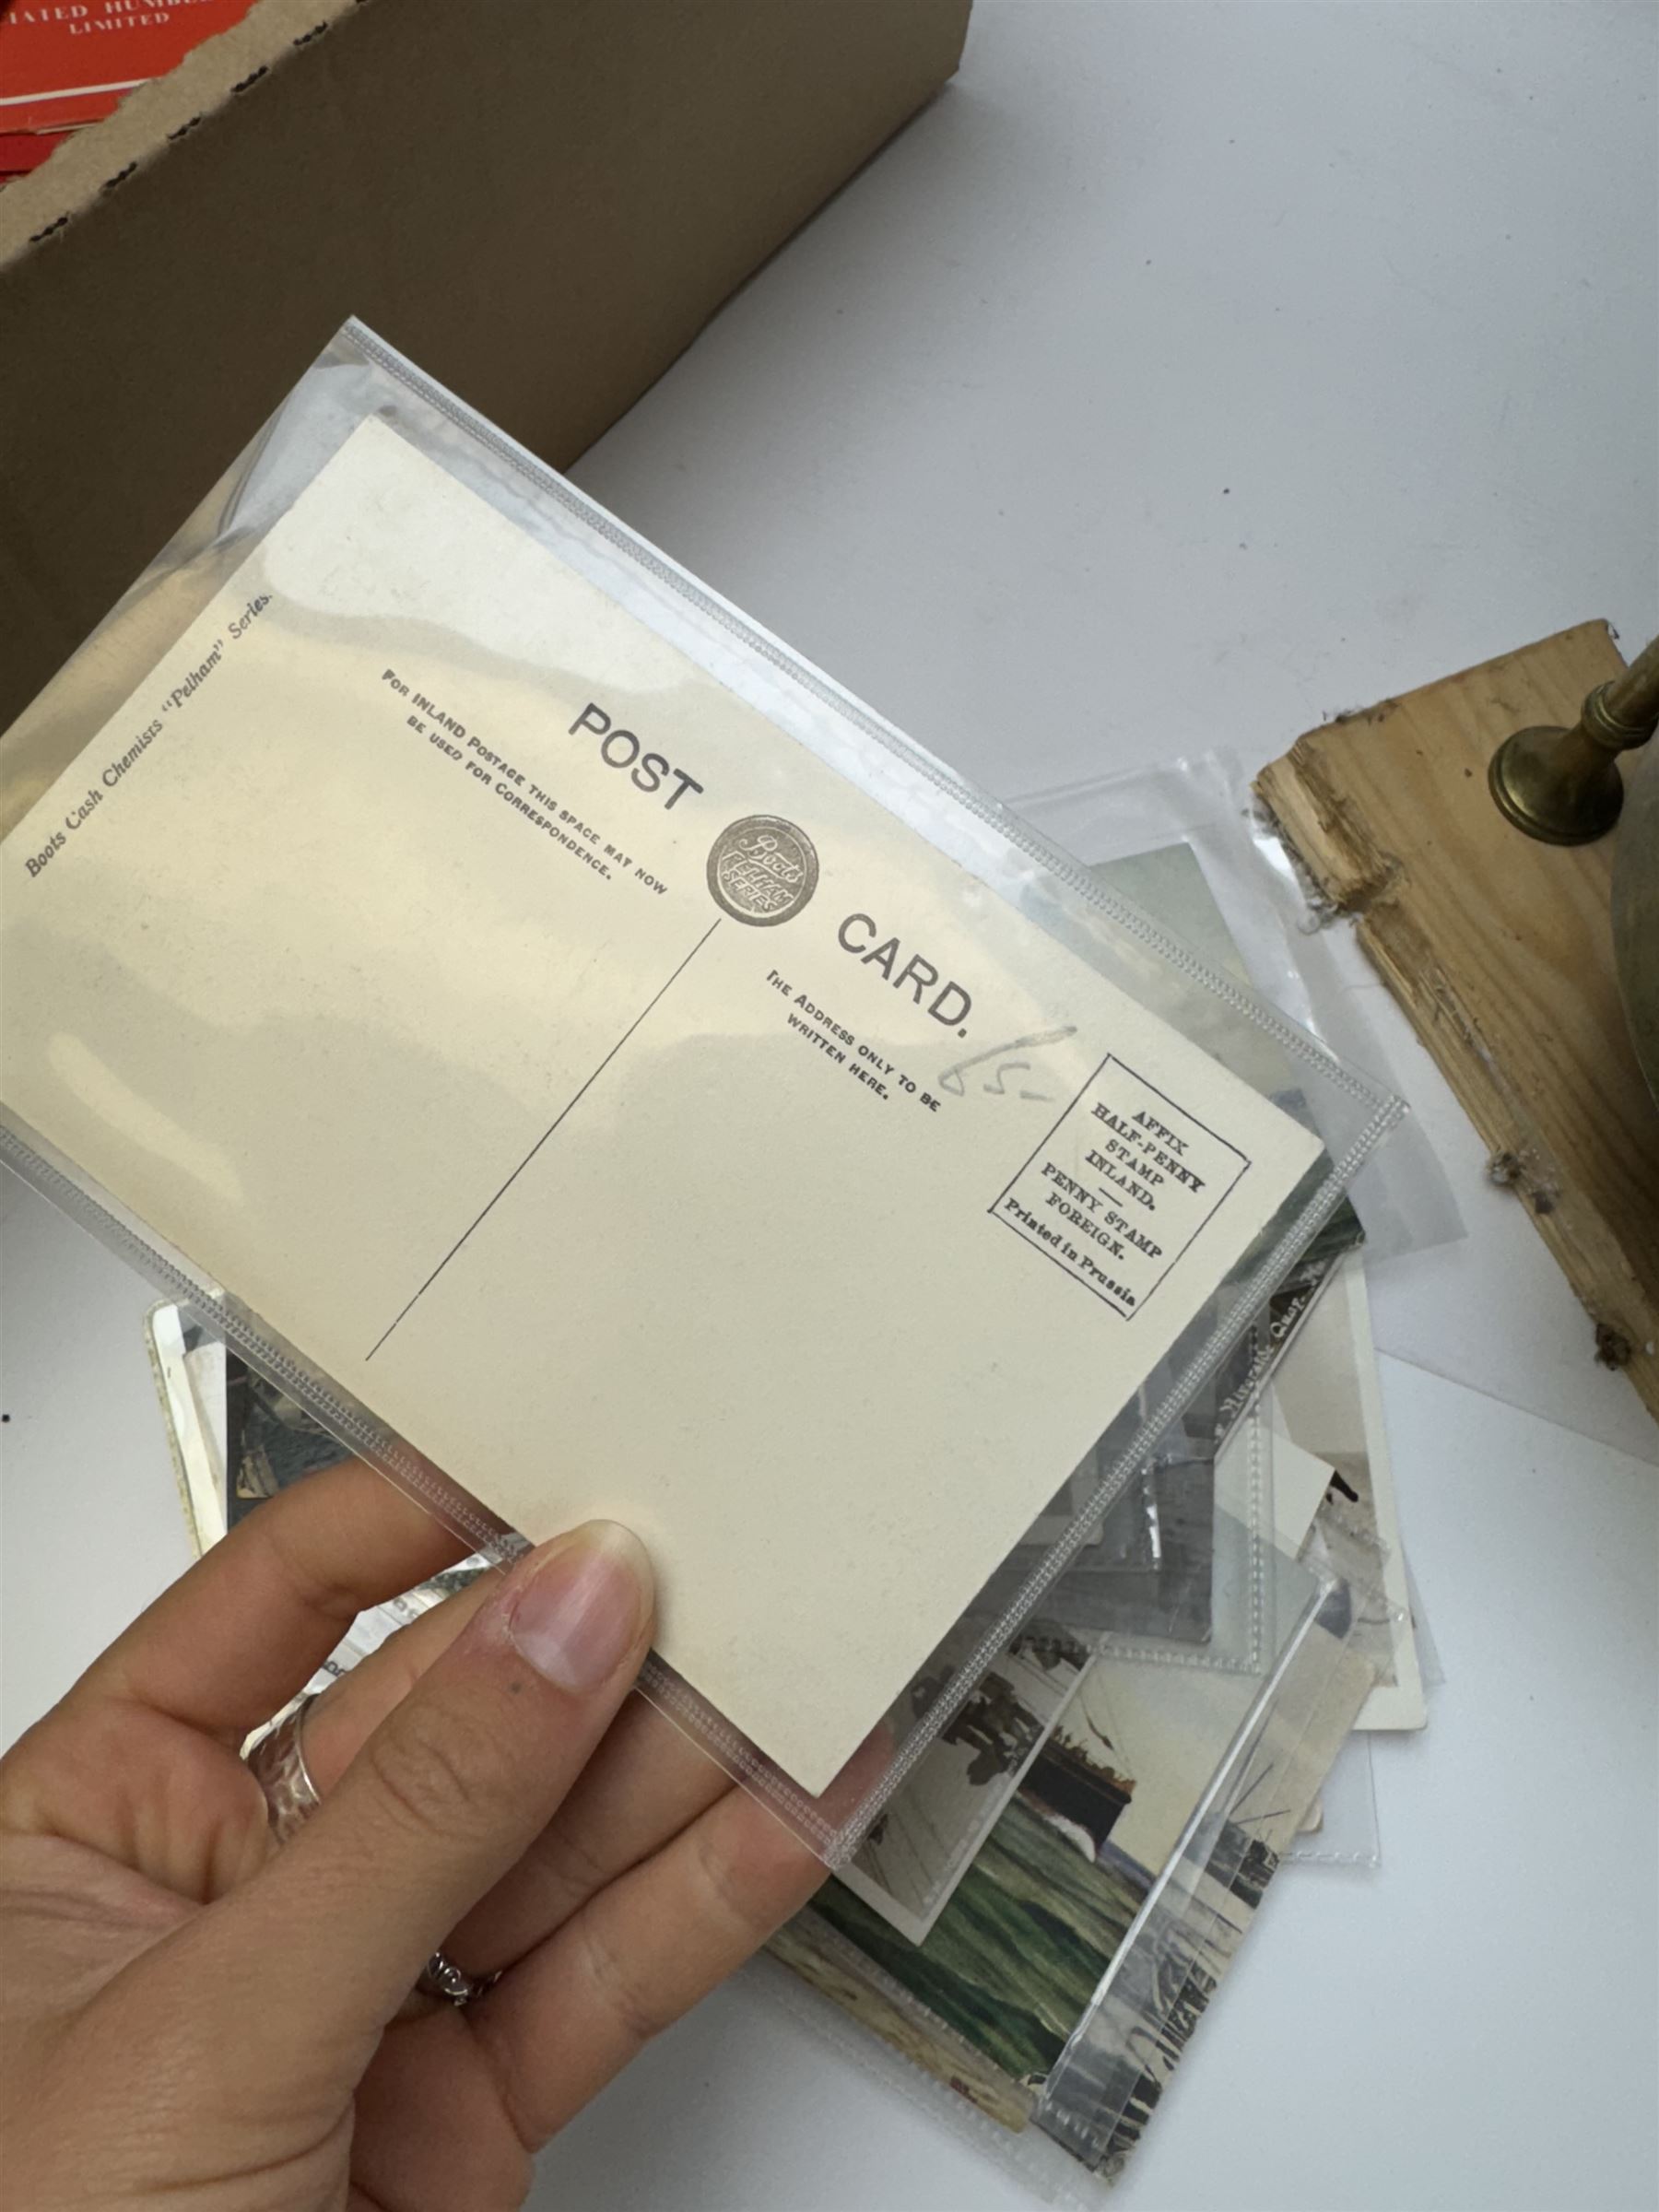 LIMITED
Boots Cash Chemists "Pelham" Series.
POST CARD.
FOR INLAND POSTAGE THIS SPACE MAY NOW
BE USED FOR CORRESPONDENCE.
Boots
PELHAM
SERIES
THE ADDRESS ONLY TO BE
WRITTEN HERE.
AFFIX
HALF-PENNY
STAMP
INLAND.
PENNY STAMP
FOREIGN.
Printed in Prussia
Riverside Quay.